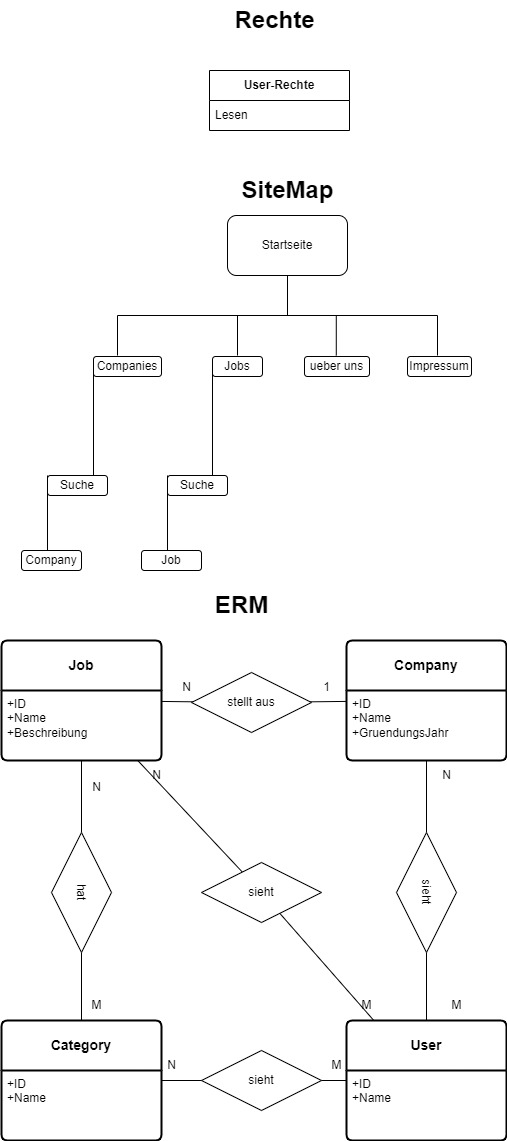 Rechte
User-Rechte
Lesen
SiteMap
Startseite
Companies
Jobs
ueber uns
Impressum
Suche
Suche
Company
Job
ERM
Job
Company
N
stellt aus
1
+ID
+Name
+Beschreibung
+ID
+Name
+GruendungsJahr
N
N
N
hat
sieht
sieht
M
M
M
Category
User
N
sieht
M
+ID
+Name
+ID
+Name